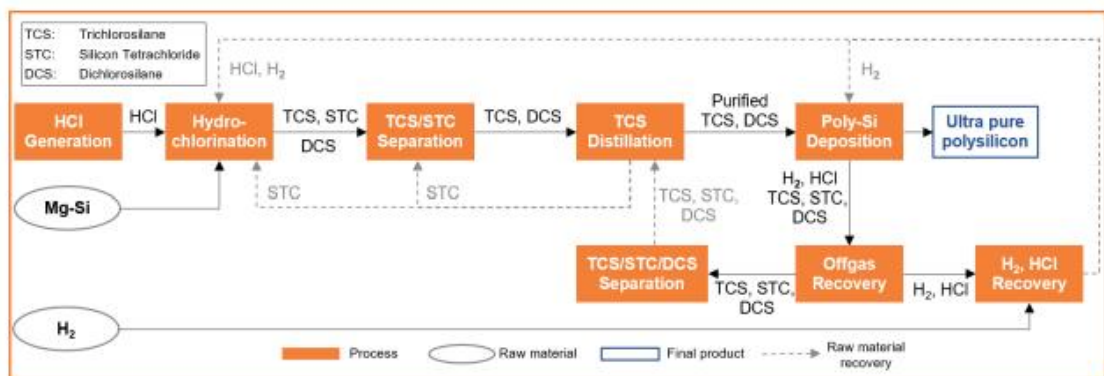 TCS: Trichlorosilane
STC: Silicon Tetrachloride
DCS: Dichlorosilane
HCl, H2
H2
HCl
Generation
HCl
Hydro-
chlorination
TCS, STC
DCS
TCS/STC
Separation
TCS, DCS
TCS
Distillation
Purified
TCS, DCS
Poly-Si
Deposition
Ultra pure
polysilicon
STC
STC
TCS, STC,
DCS
H2, HCl
TCS, STC,
DCS
Mg-Si
TCS/STC/DCS
Separation
TCS, STC,
DCS
Offgas
Recovery
H2, HCl
H2, HCl
Recovery
H2
Process
Raw material
Final product
Raw material
recovery